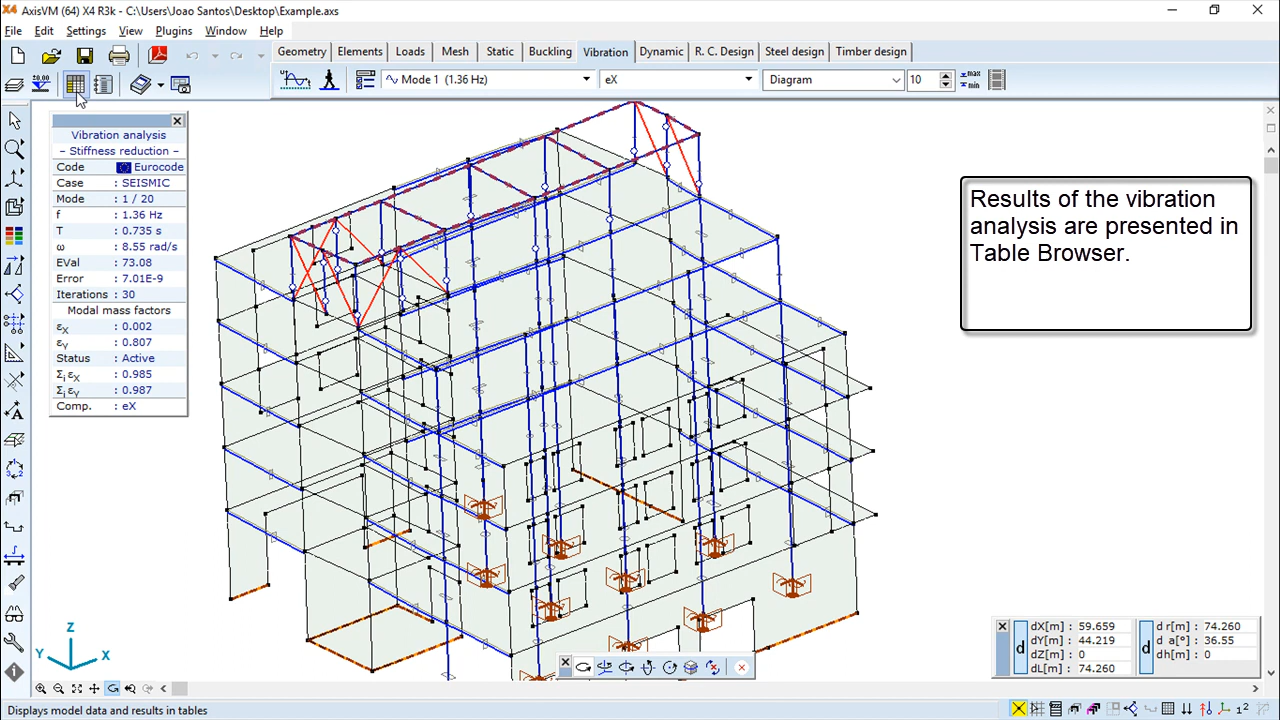 AxisVM (64) X4 R3k - C:\Users\Joao Santos\Desktop\Example.axs
File Edit Settings Plugins View Window Help
Geometry Elements Loads Mesh Static Buckling Vibration Dynamic R. C. Design Steel design Timber design
Mode 1 (1.36 Hz) eX Diagram 10 max min
Vibration analysis
– Stiffness reduction –
Code : Eurocode
Case : SEISMIC
Mode : 1 / 20
f : 1.36 Hz
T : 0.735 s
ω : 8.55 rad/s
EVal : 73.08
Error : 7.01E-9
Iterations : 30
Modal mass factors
εX : 0.002
εY : 0.807
Status : Active
ΣiεX : 0.985
ΣiεY : 0.987
Comp. : eX
Results of the vibration
analysis are presented in
Table Browser.
Z
Y X
d dX[m] 59.659 d d r[m]: 74.260
dY[m] 44.219 d a[°]: 36.55
dZ[m] 0 dh[m]: 0
dL[m] 74.260
Displays model data and results in tables